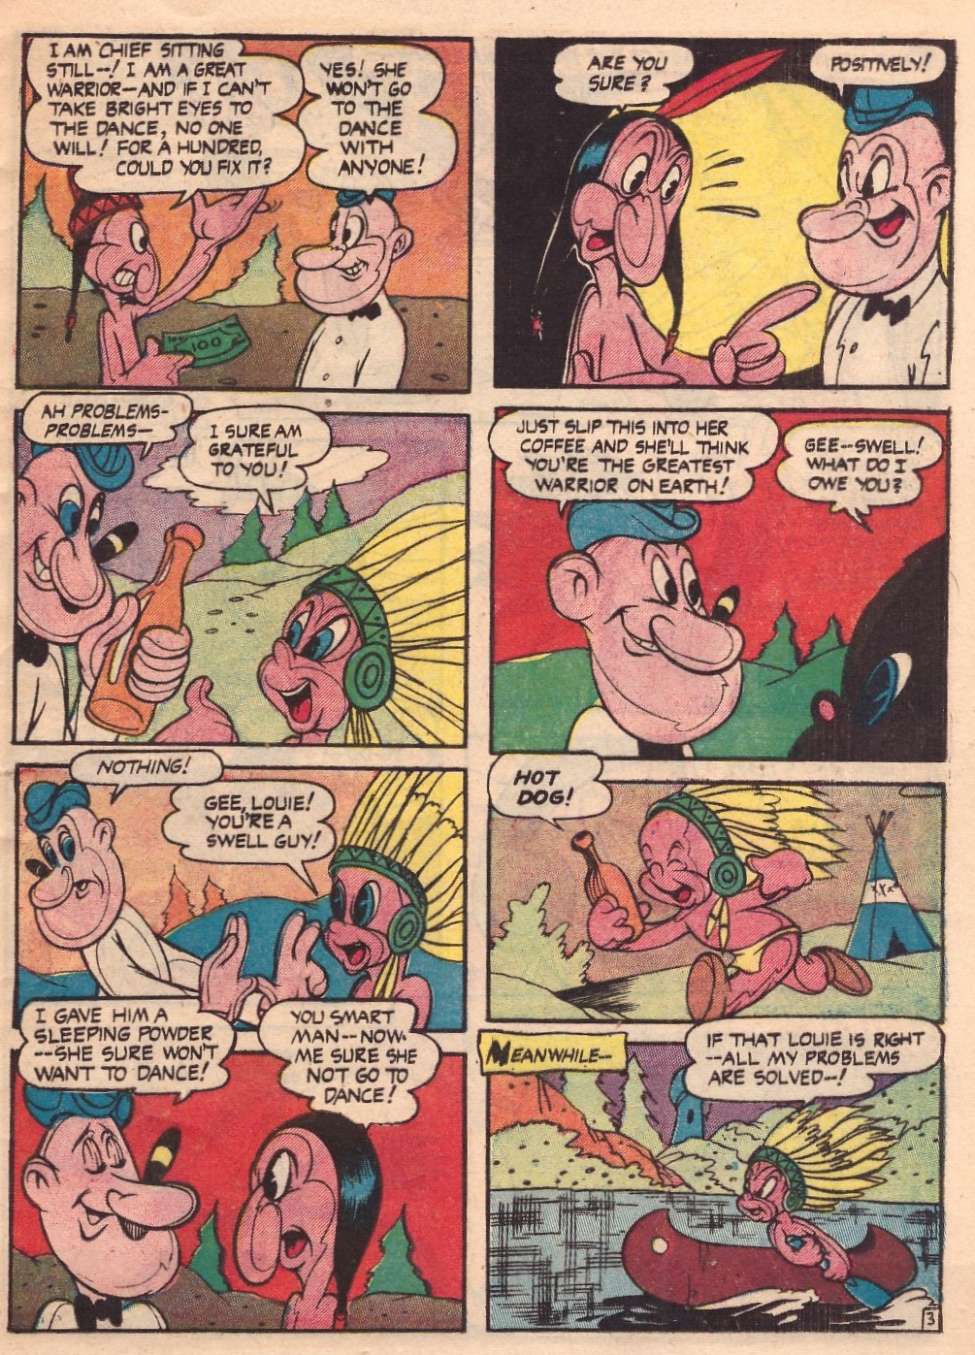 I AM CHIEF SITTING
STILL--! I AM A GREAT
WARRIOR--AND IF I CAN'T
TAKE BRIGHT EYES TO
THE DANCE, NO ONE
WILL! FOR A HUNDRED,
COULD YOU FIX IT?
YES! SHE
WON'T GO
TO THE
DANCE
WITH
ANYONE!
100
ARE YOU
SURE?
POSITIVELY!
AH PROBLEMS-
PROBLEMS--
I SURE AM
GRATEFUL
TO YOU!
JUST SLIP THIS INTO HER
COFFEE AND SHE'LL THINK
YOU'RE THE GREATEST
WARRIOR ON EARTH!
GEE--SWELL!
WHAT DO I
OWE YOU?
NOTHING!
GEE, LOUIE!
YOU'RE A
SWELL GUY!
HOT
DOG!
I GAVE HIM A
SLEEPING POWDER
--SHE SURE WON'T
WANT TO DANCE!
YOU SMART
MAN--NOW
ME SURE SHE
NOT GO TO
DANCE!
MEANWHILE--
IF THAT LOUIE IS RIGHT
--ALL MY PROBLEMS
ARE SOLVED--!
3